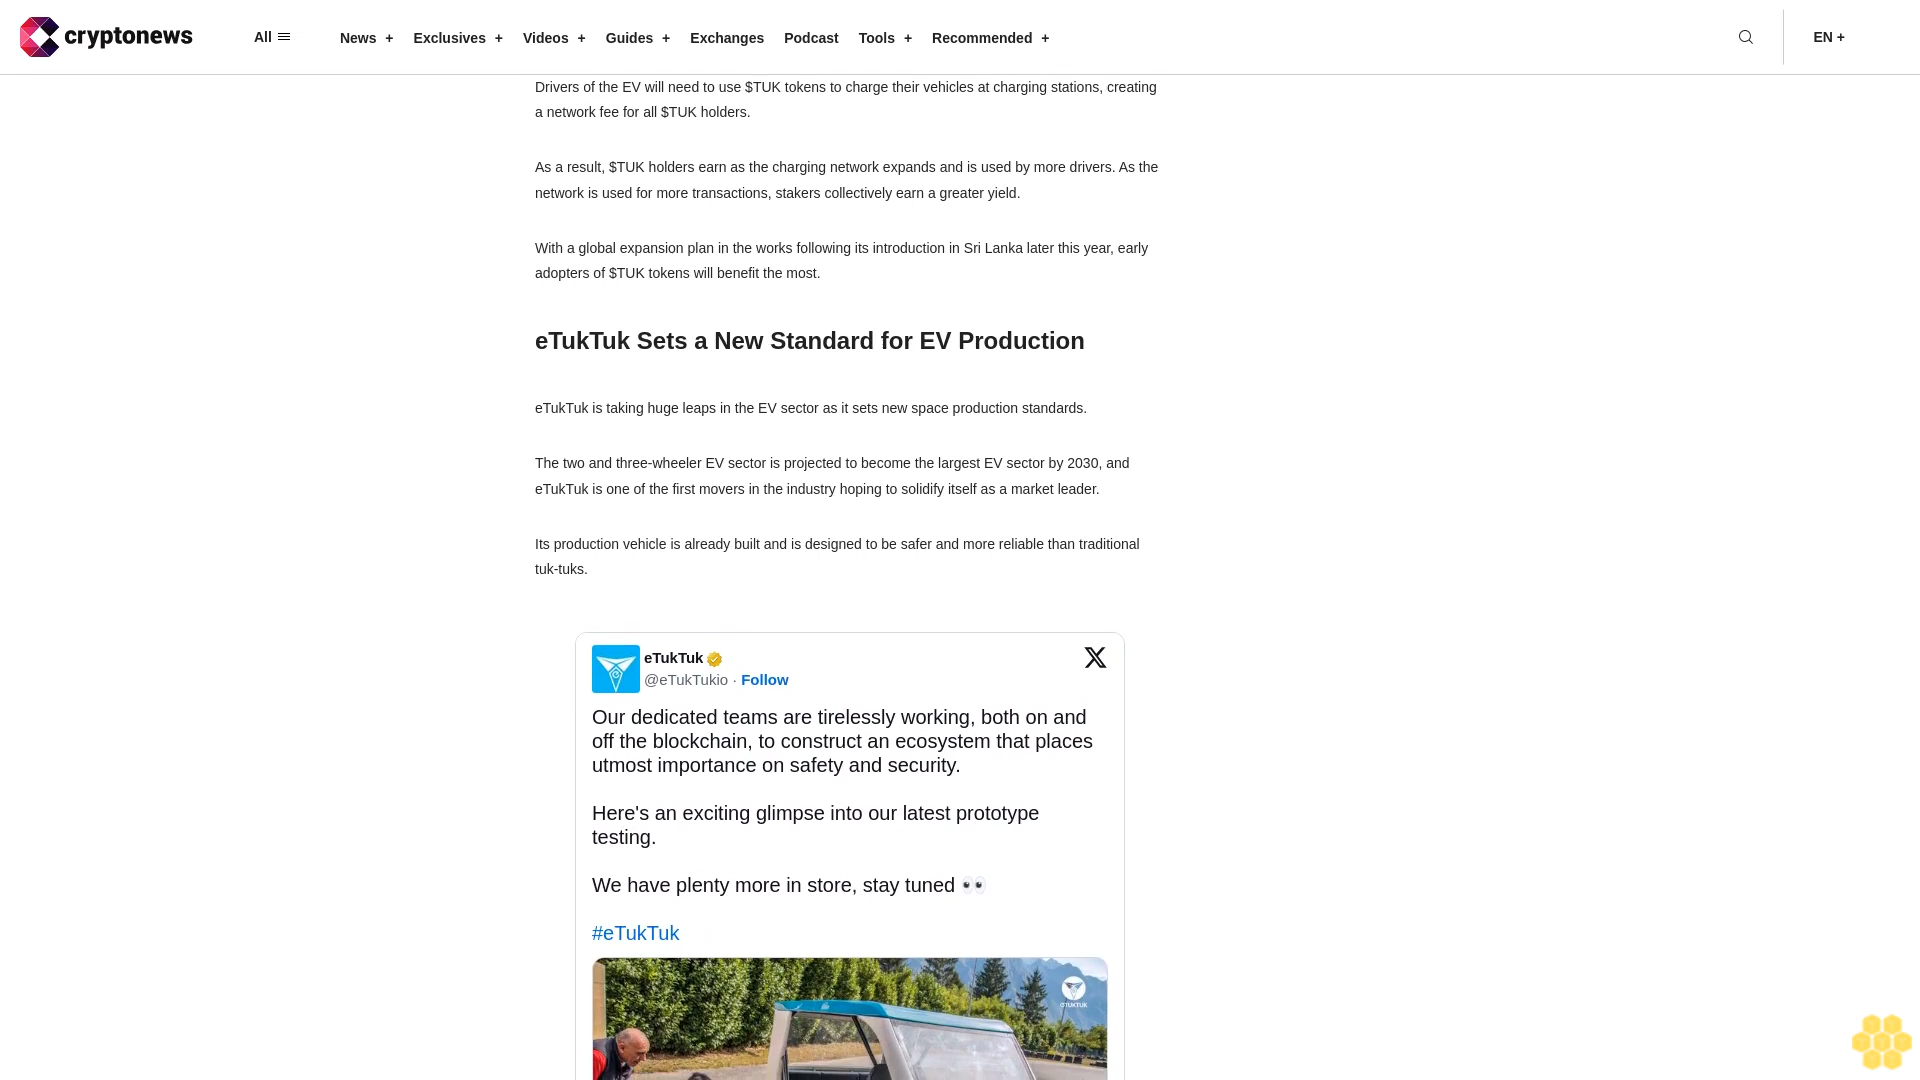 cryptonews
All
News + Exclusives + Videos + Guides + Exchanges Podcast Tools + Recommended +
EN +
Drivers of the EV will need to use $TUK tokens to charge their vehicles at charging stations, creating
a network fee for all $TUK holders.
As a result, $TUK holders earn as the charging network expands and is used by more drivers. As the
network is used for more transactions, stakers collectively earn a greater yield.
With a global expansion plan in the works following its introduction in Sri Lanka later this year, early
adopters of $TUK tokens will benefit the most.
eTukTuk Sets a New Standard for EV Production
eTukTuk is taking huge leaps in the EV sector as it sets new space production standards.
The two and three-wheeler EV sector is projected to become the largest EV sector by 2030, and
eTukTuk is one of the first movers in the industry hoping to solidify itself as a market leader.
Its production vehicle is already built and is designed to be safer and more reliable than traditional
tuk-tuks.
eTukTuk
@eTukTukio · Follow
Our dedicated teams are tirelessly working, both on and
off the blockchain, to construct an ecosystem that places
utmost importance on safety and security.
Here's an exciting glimpse into our latest prototype
testing.
We have plenty more in store, stay tuned 👀
#eTukTuk
eTUKTUK